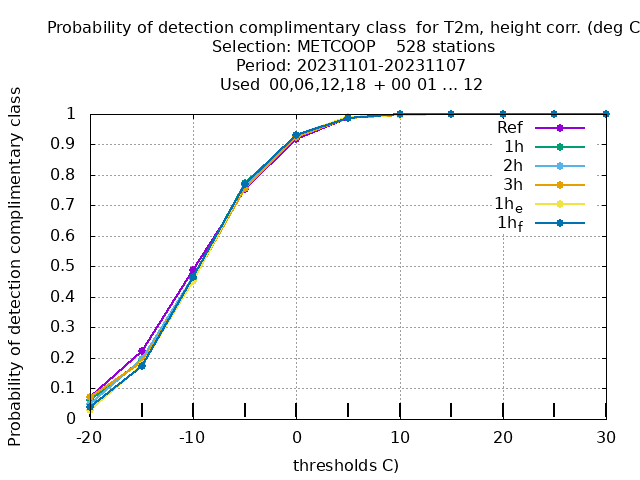 Probability of detection complimentary class for T2m, height corr. (deg C
Selection: METCOOP 528 stations
Period: 20231101-20231107
Used 00,06,12,18 + 00 01 ... 12
Probability of detection complimentary class
1
0.9
0.8
0.7
0.6
0.5
0.4
0.3
0.2
0.1
0
Ref
1h
2h
3h
1he
1hf
-20
-10
0
10
20
30
thresholds C)